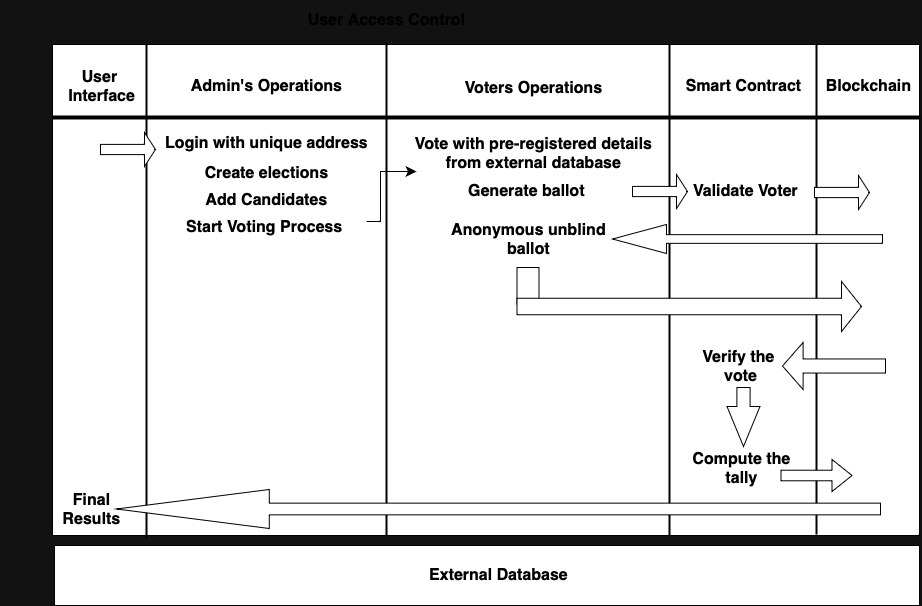 User Access Control
User
Interface
Admin's Operations
Voters Operations
Smart Contract
Blockchain
Login with unique address
Create elections
Add Candidates
Start Voting Process
Vote with pre-registered details
from external database
Generate ballot
Validate Voter
Anonymous unblind
ballot
Verify the
vote
Compute the
tally
Final
Results
External Database